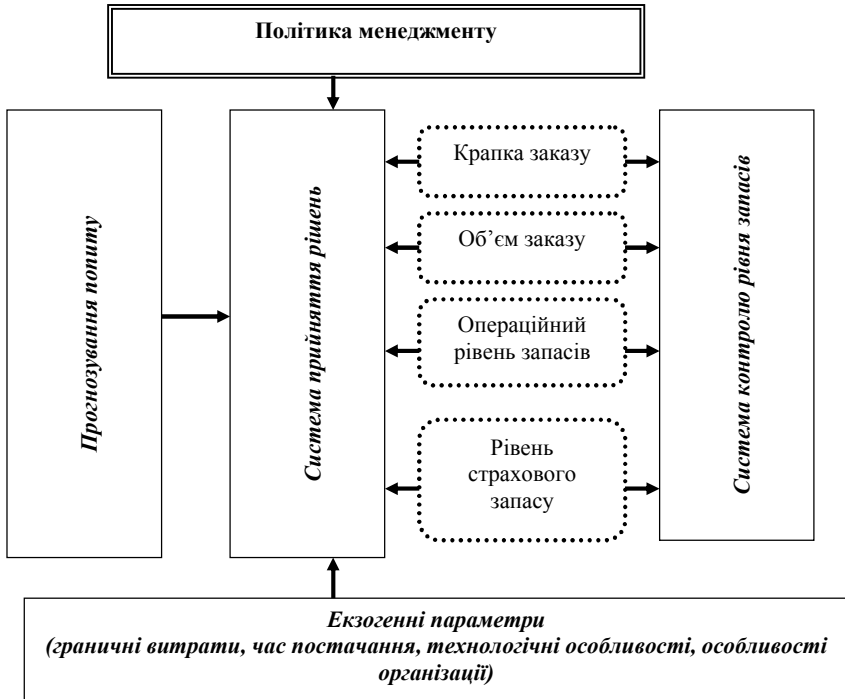 Політика менеджменту
Прогнозування попиту
Система прийняття рішень
Крапка заказу
Об’єм заказу
Операційний
рівень запасів
Рівень
страхового
запасу
Система контролю рівня запасів
Екзогенні параметри
(граничні витрати, час постачання, технологічні особливості, особливості
організації)